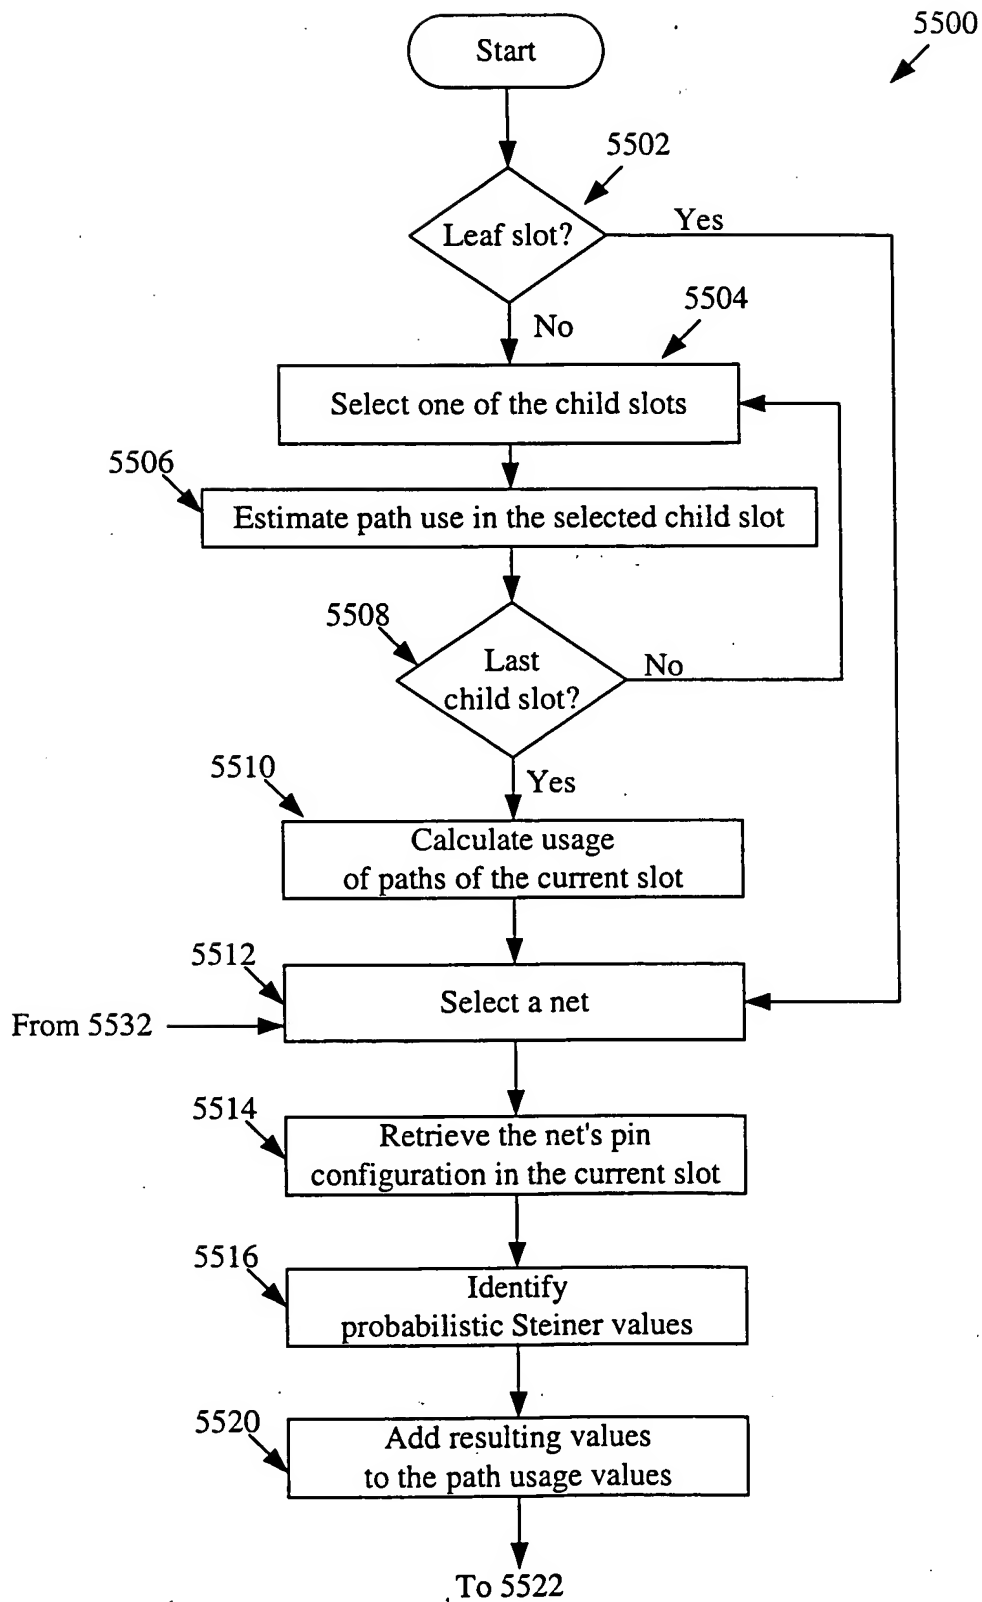 5500
Start
5502
Leaf slot?
Yes
No
5504
Select one of the child slots
5506
Estimate path use in the selected child slot
5508
Last
child slot?
No
Yes
5510
Calculate usage
of paths of the current slot
5512
Select a net
From 5532
5514
Retrieve the net's pin
configuration in the current slot
5516
Identify
probabilistic Steiner values
5520
Add resulting values
to the path usage values
To 5522